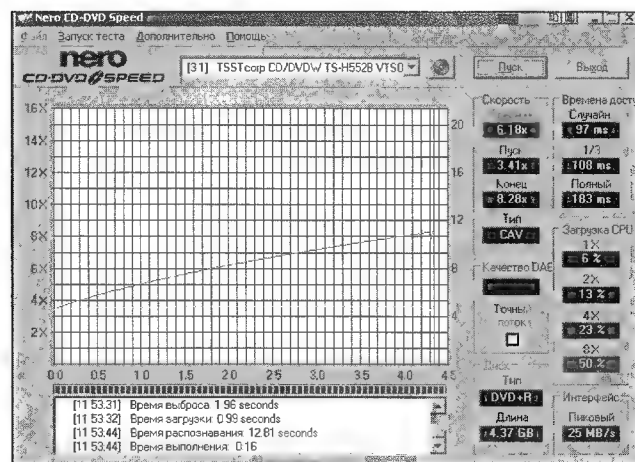 Nero CD-DVD Speed
Файл Запуск теста Дополнительно Помощь
nero
CD-DVD SPEED
[31] TSSTcorp CD/DVDW TS-H552B VTS0
Пуск
Выход
16X
14X
12X
10X
8X
6X
4X
2X
20
16
12
8
4
0.0 0.5 1.0 1.5 2.0 2.5 3.0 3.5 4.0 4.5
Скорость
6.18x
Пуск
3.41x
Конец
8.28x
Тип
CAV
Времена досту
Случайн
97 ms
1/3
108 ms
Полный
183 ms
Качество DAE
Точный
поток
Загрузка CPU
1X
6 %
2X
13 %
4X
23 %
8X
50 %
Диск
Тип
DVD+R
Длина
4.37 GB
Интерфейс
Пиковый
25 MB/s
[11 53.31] Время выброса 1 96 seconds
[11 53.32] Время загрузки: 0.99 seconds
[11 53:44] Время распознавания: 12.81 seconds
[11 53:44] Время выполнения: 0:16